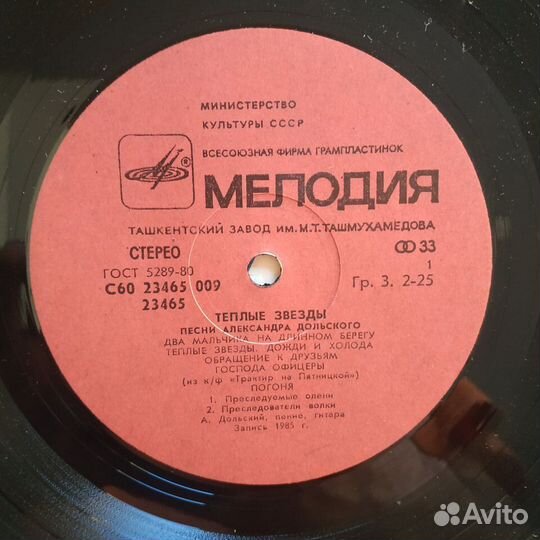 МИНИСТЕРСТВО
КУЛЬТУРЫ СССР
ВСЕСОЮЗНАЯ ФИРМА ГРАМПЛАСТИНОК
®
МЕЛОДИЯ
ТАШКЕНТСКИЙ ЗАВОД ИМ. М.Т. ТАШМУХАМЕДОВА
СТЕРЕО 33
ГОСТ 5289-80 1
С60 23465 009 Гр. 3. 2-25
23465
ТЕПЛЫЕ ЗВЕЗДЫ
ПЕСНИ АЛЕКСАНДРА ДОЛЬСКОГО
ДВА МАЛЬЧИКА НА ДЛИННОМ БЕРЕГУ
ТЕПЛЫЕ ЗВЕЗДЫ. ДОЖДИ И ХОЛОДА
ОБРАЩЕНИЕ К ДРУЗЬЯМ
ГОСПОДА ОФИЦЕРЫ
(из к/ф «Трактир на Пятницкой»)
ПОГОНЯ
1. Преследуемые олени
2. Преследователи волки
А. Дольский, пение, гитара
Запись 1985 г.
Avito